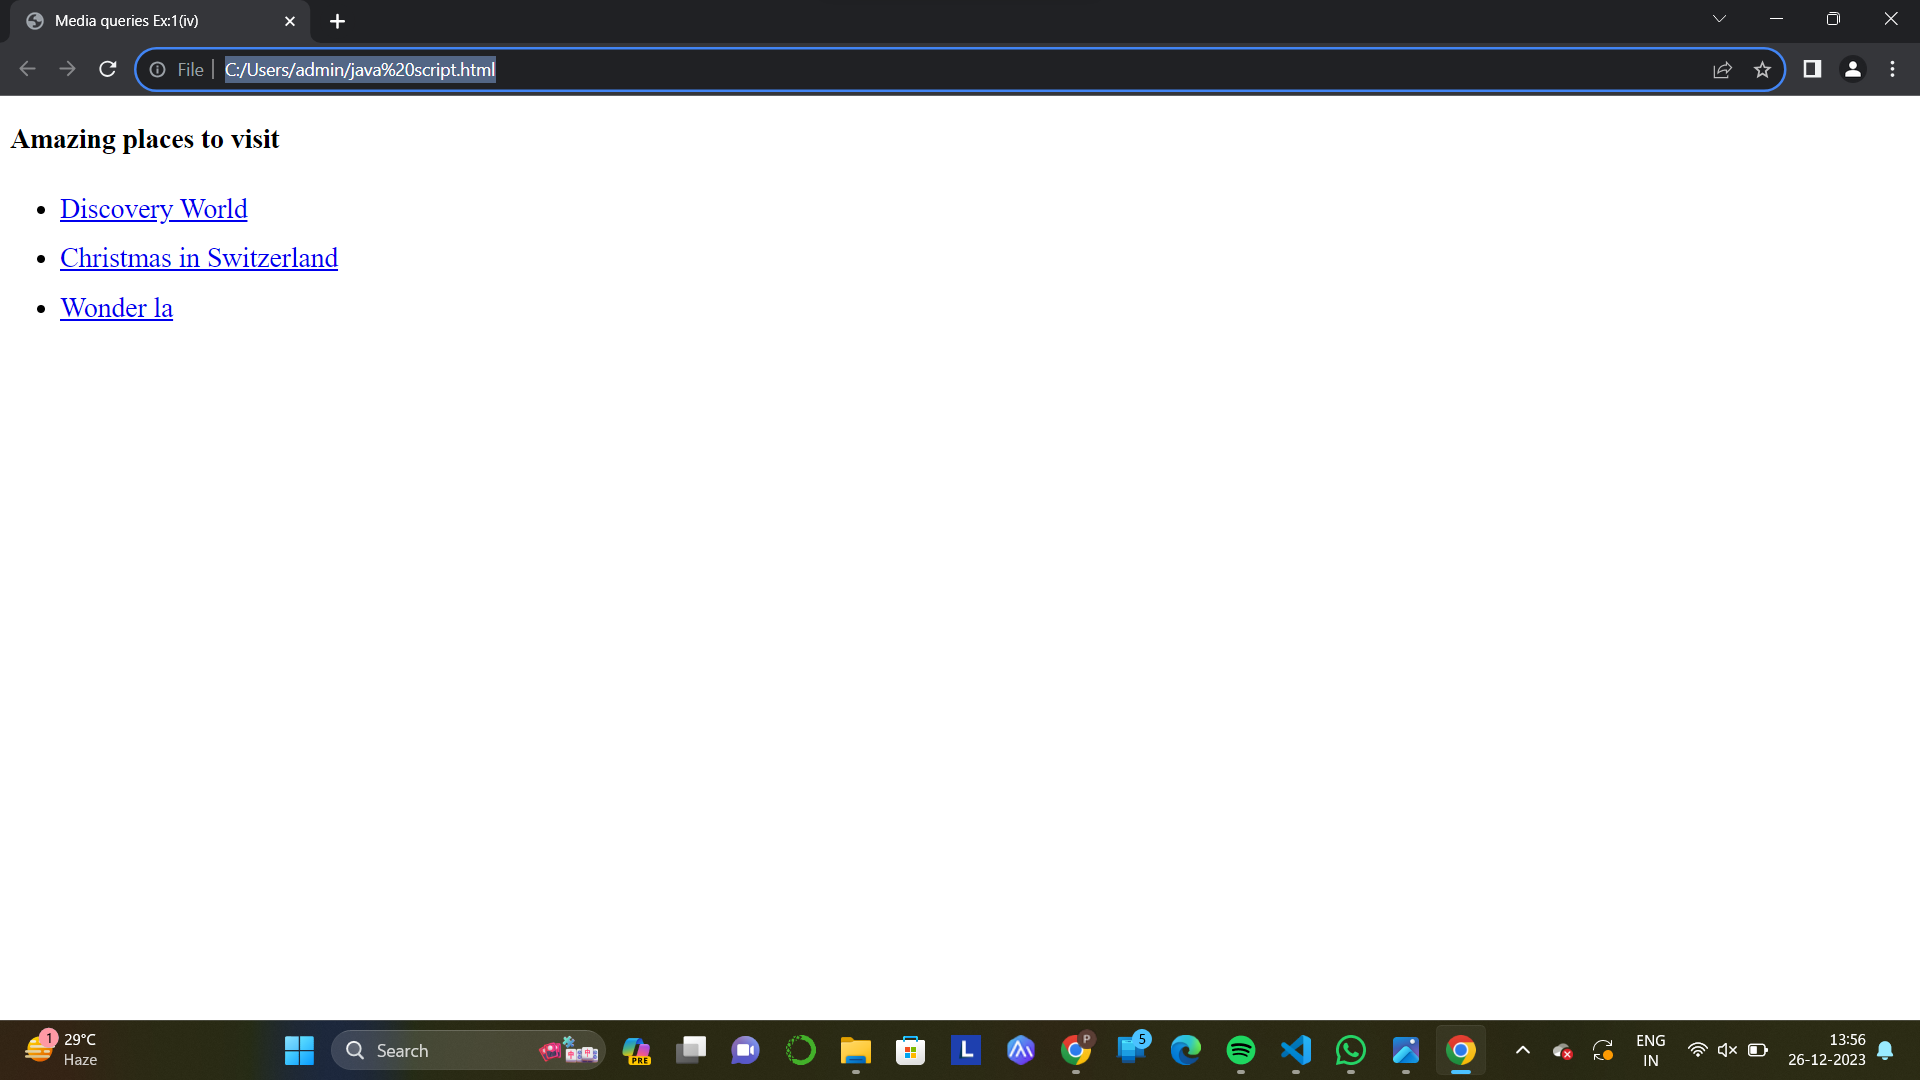 Media queries Ex:1(iv)
File | C:/Users/admin/java%20script.html
Amazing places to visit
• Discovery World
• Christmas in Switzerland
• Wonder la
1 29°C
Haze
Search
PRE
L
P
5
ENG
IN
13:56
26-12-2023